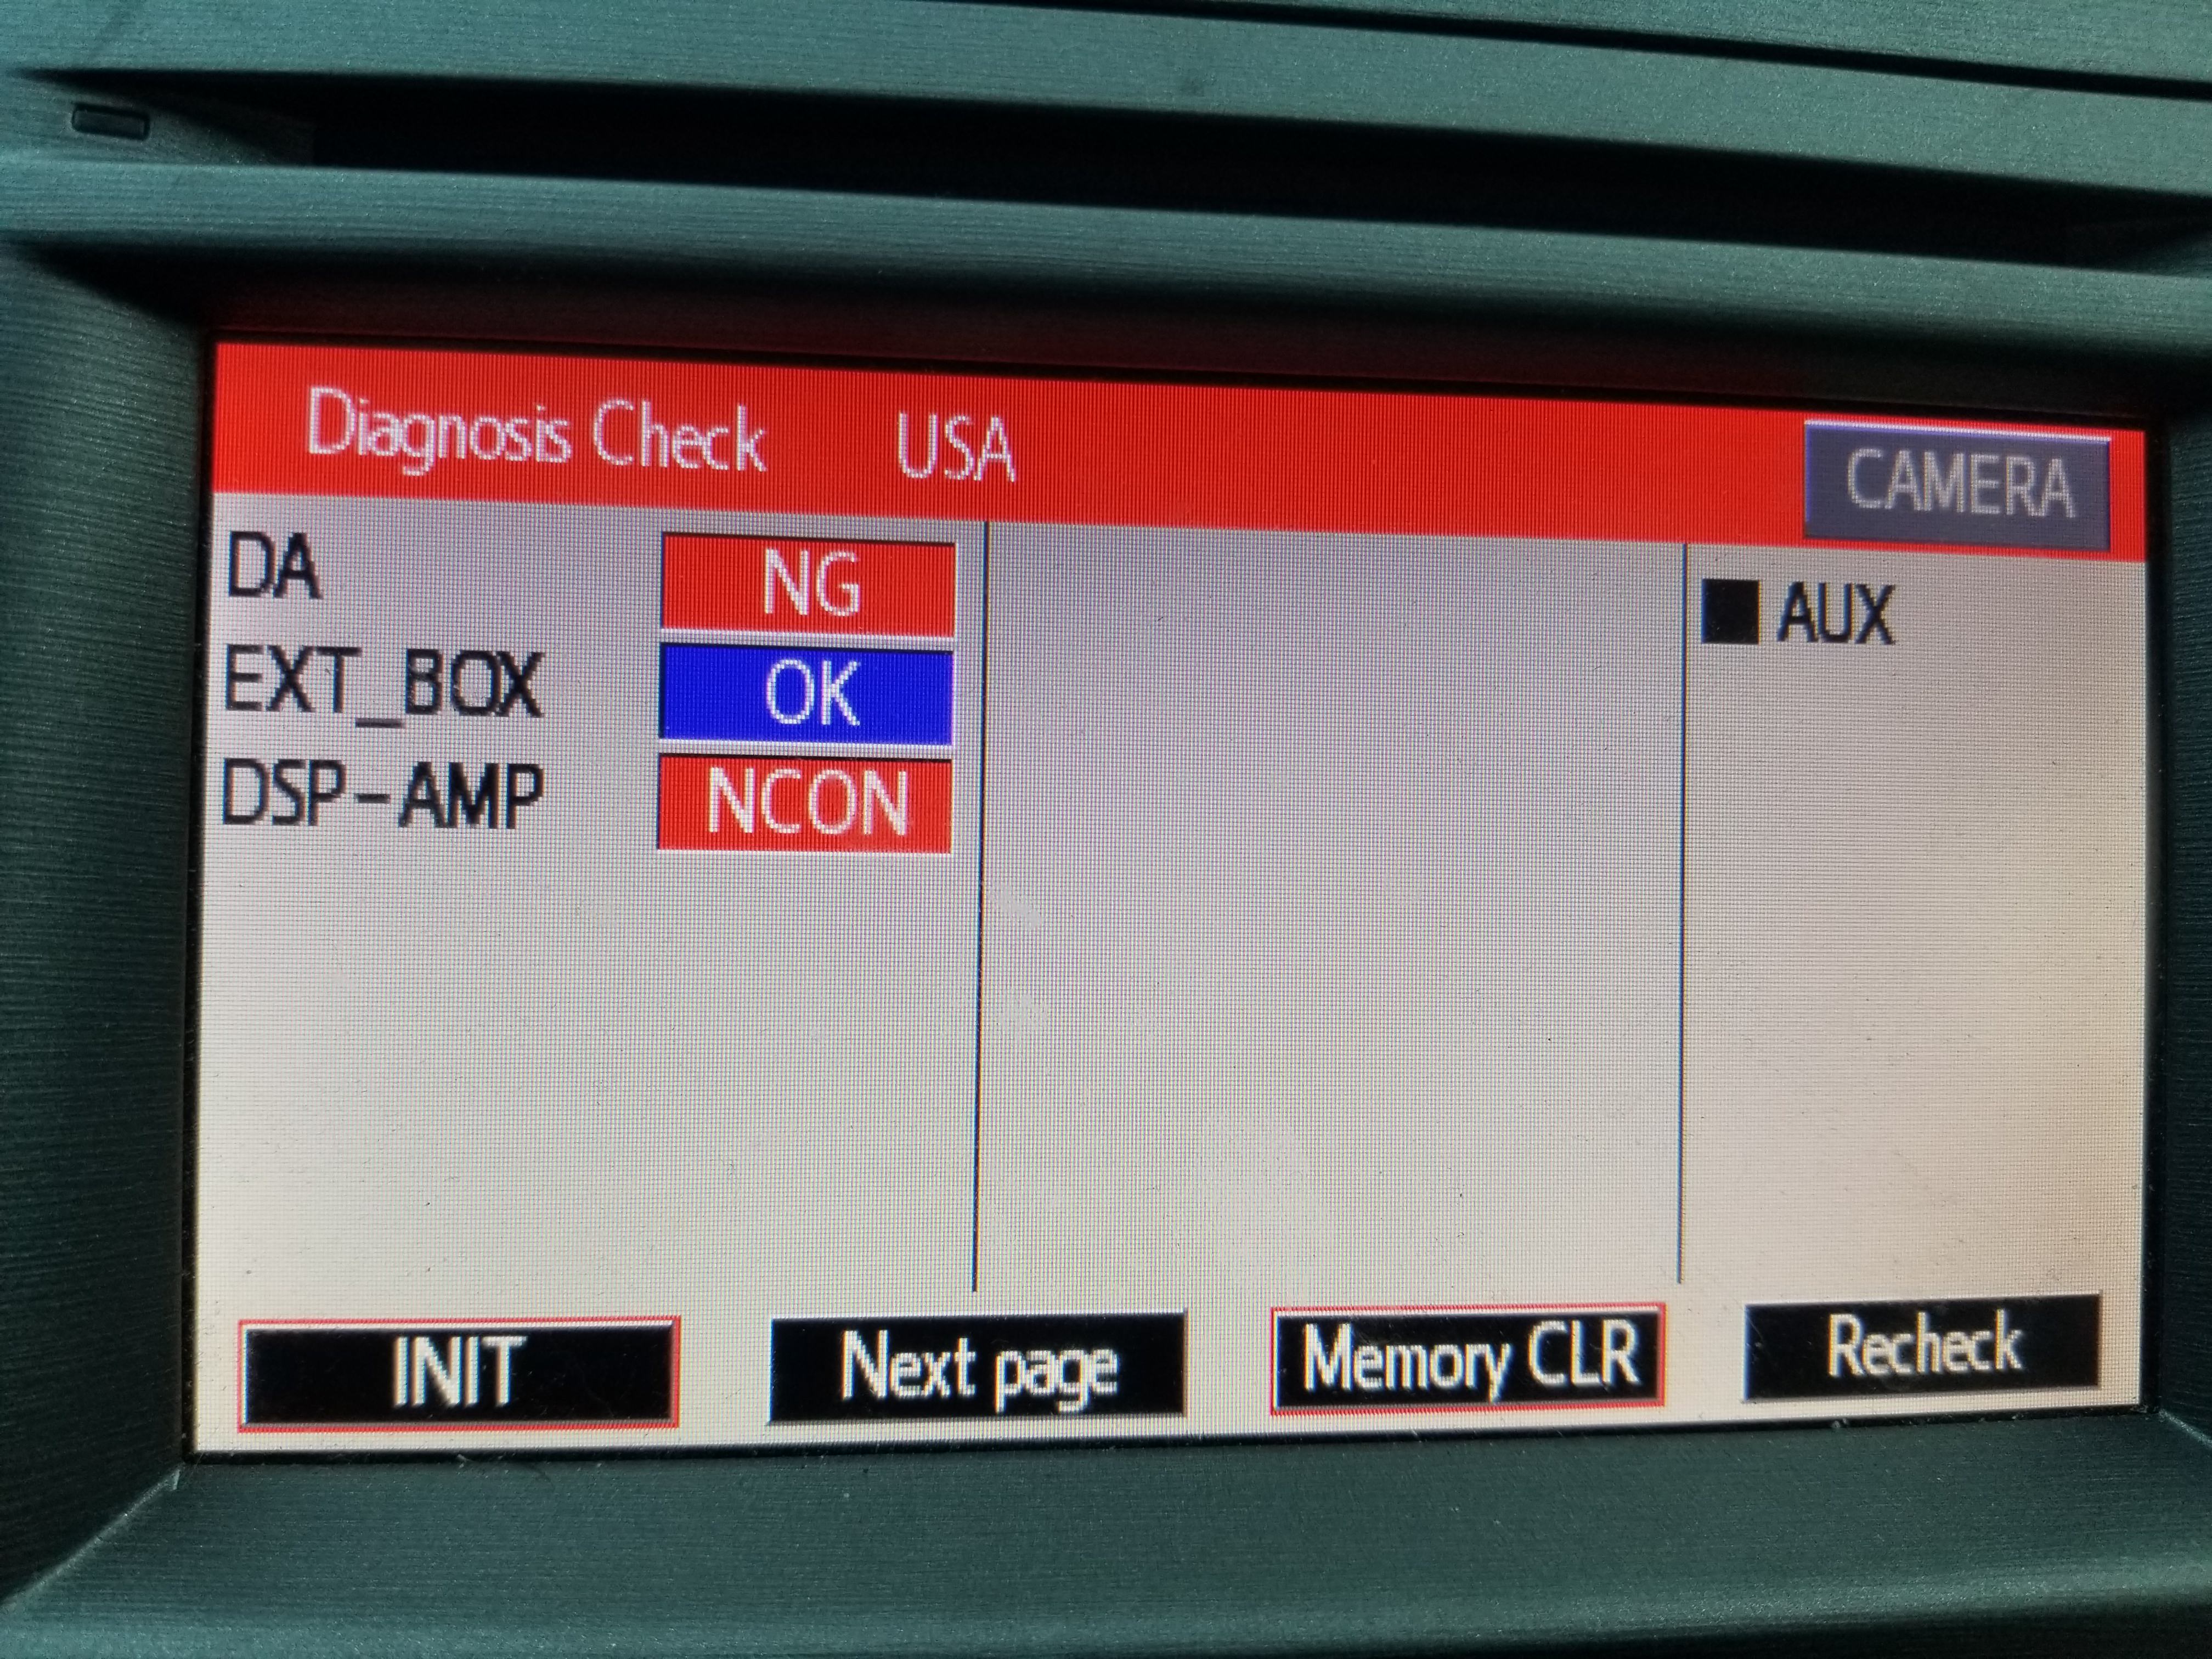 Diagnosis Check USA CAMERA
DA NG
EXT_BOX OK
DSP-AMP NCON
AUX
INIT Next page Memory CLR Recheck